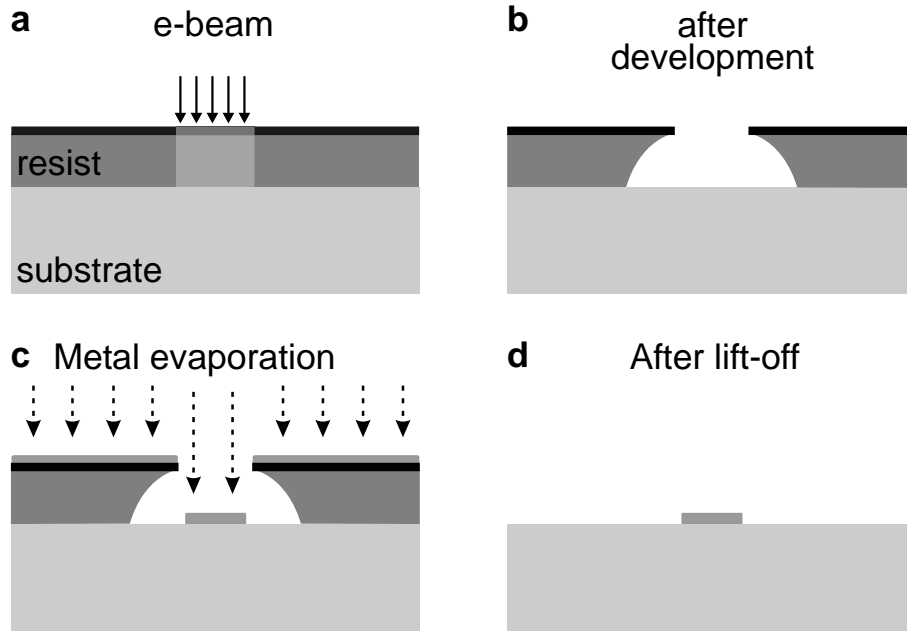 a
e-beam
resist
substrate
b
after
development
c
Metal evaporation
d
After lift-off